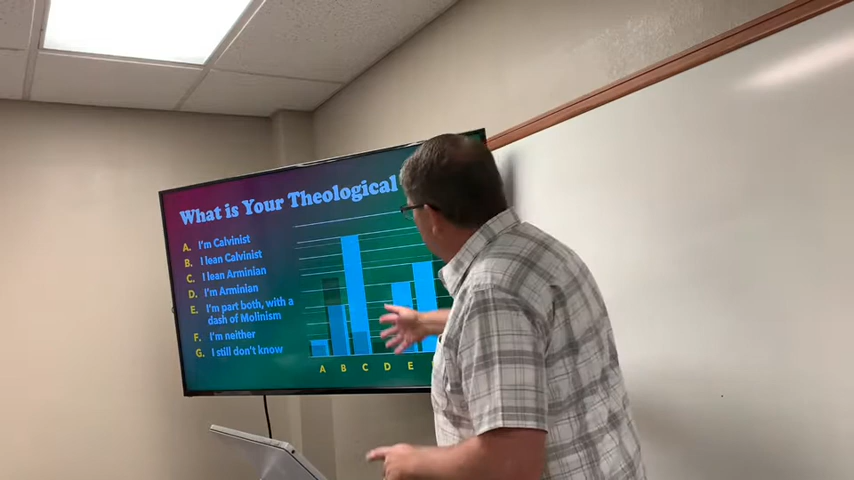 What is Your Theological
A. I'm Calvinist
B. I lean Calvinist
C. I lean Arminian
D. I'm Arminian
E. I'm part both, with a
dash of Molinism
F. I'm neither
G. I still don't know
A B C D E